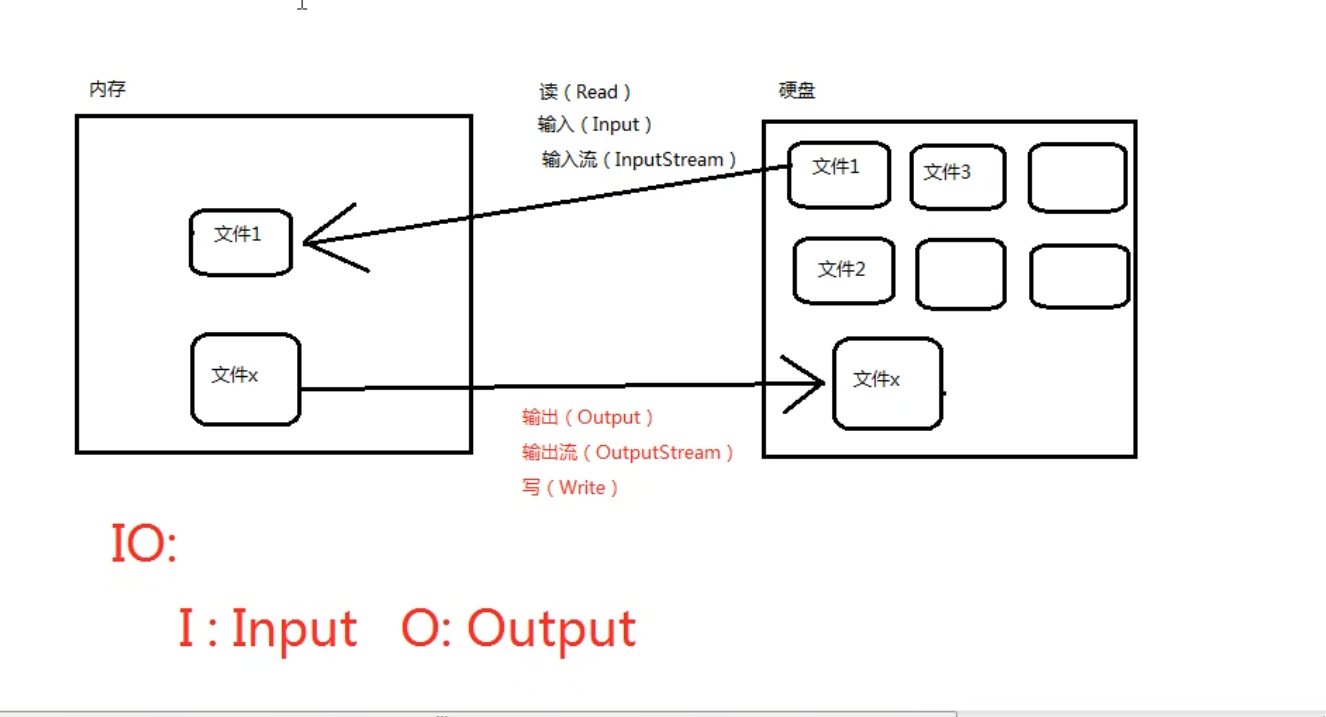 内存
读（Read）
输入（Input）
输入流（InputStream）
硬盘
文件1
文件3
文件1
文件2
文件x
文件x
输出（Output）
输出流（OutputStream）
写（Write）
IO:
I : Input O: Output